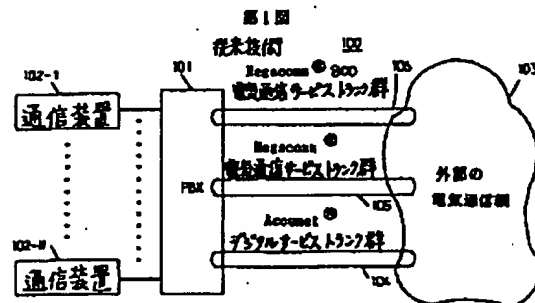 第1図
従来技術 100
101
102-1
通信装置
Megacom® 800
電気通信サービストランク群
106
103
Megacom®
電気通信サービストランク群
105
PBX
外部の
電気通信網
Accunet®
デジタルサービストランク群
104
102-N
通信装置